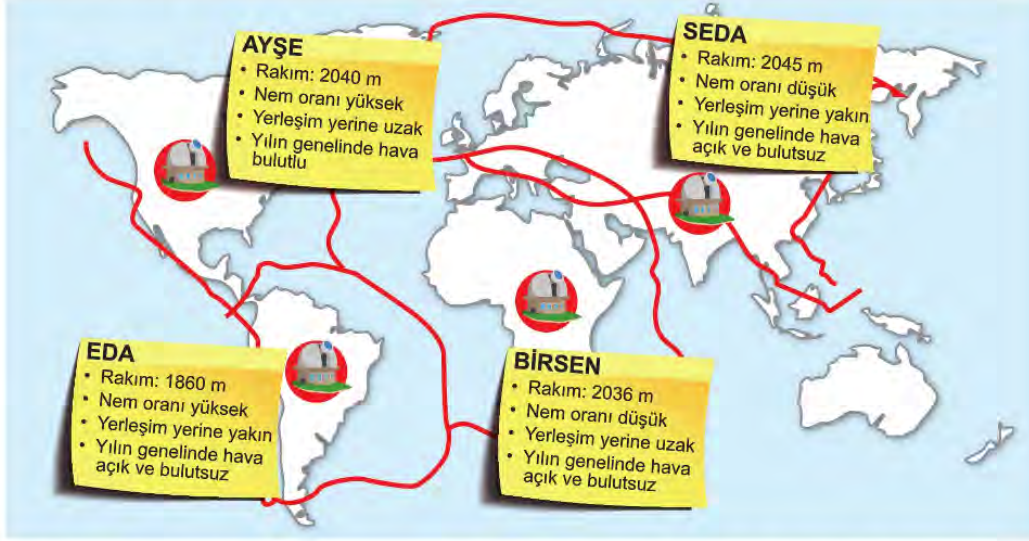 AYŞE
• Rakım: 2040 m
• Nem oranı yüksek
• Yerleşim yerine uzak
• Yılın genelinde hava
bulutlu
SEDA
• Rakım: 2045 m
• Nem oranı düşük
• Yerleşim yerine yakın
• Yılın genelinde hava
açık ve bulutsuz
EDA
• Rakım: 1860 m
• Nem oranı yüksek
• Yerleşim yerine yakın
• Yılın genelinde hava
açık ve bulutsuz
BİRSEN
• Rakım: 2036 m
• Nem oranı düşük
• Yerleşim yerine uzak
• Yılın genelinde hava
açık ve bulutsuz